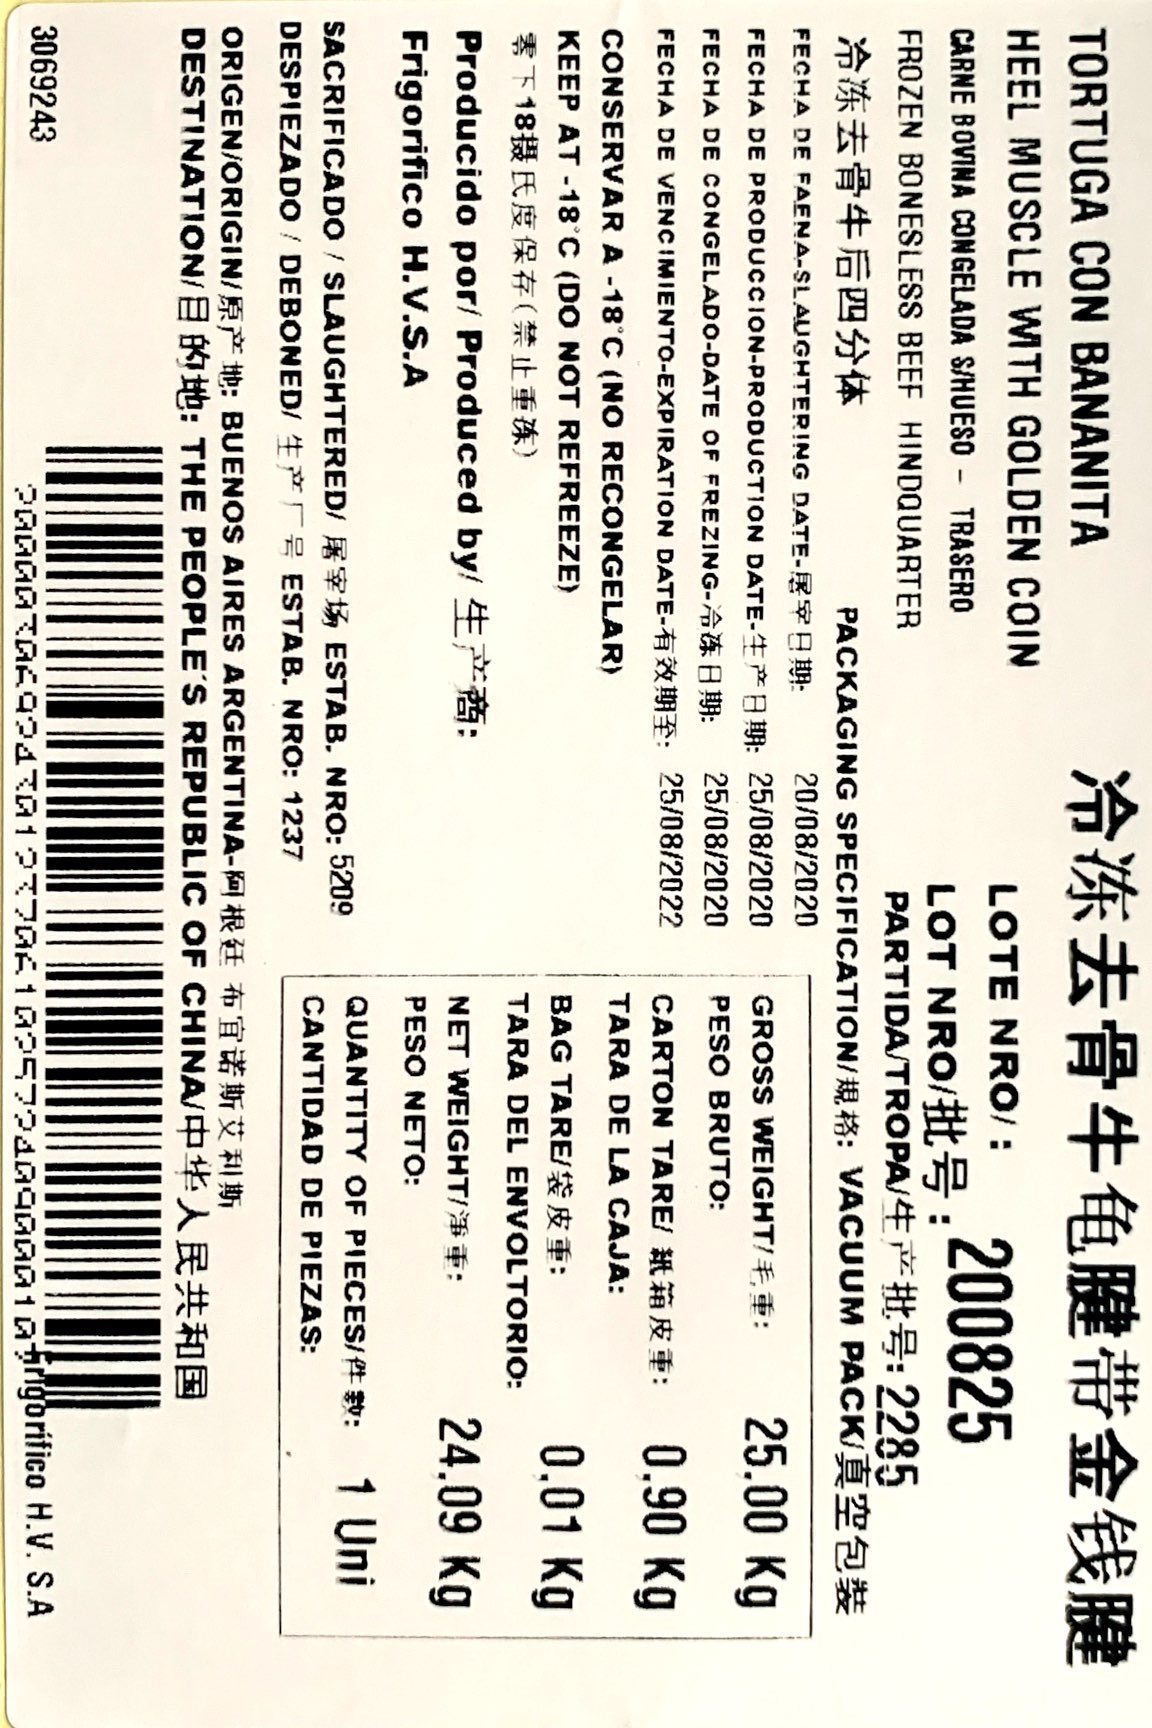 TORTUGA CON BANANITA 冷冻去骨牛龟腱带金钱腱
HEEL MUSCLE WITH GOLDEN COIN
CARNE BOVINA CONGELADA S/HUESO - TRASERO
FROZEN BONESLESS BEEF HINDQUARTER
LOTE NRO/:
LOT NRO/批号: 200825
PARTIDA/TROPA/生产批号: 2285
冷冻去骨牛后四分体
PACKAGING SPECIFICATION/規格: VACUUM PACK/真空包裝
FECHA DE FAENA-SLAUGHTERING DATE-屠宰日期: 20/08/2020
FECHA DE PRODUCCION-PRODUCTION DATE-生产日期: 25/08/2020
FECHA DE CONGELADO-DATE OF FREZING-冷冻日期: 25/08/2020
FECHA DE VENCIMIENTO-EXPIRATION DATE-有效期至: 25/08/2022
CONSERVAR A -18°C (NO RECONGELAR)
KEEP AT -18°C (DO NOT REFREEZE)
零下18摄氏度保存(禁止重冻)
Producido por/ Produced by/ 生产商:
Frigorifico H.V.S.A
GROSS WEIGHT/毛重: 25,00 Kg
PESO BRUTO:
CARTON TARE/ 紙箱皮重: 0,90 Kg
TARA DE LA CAJA:
BAG TARE/袋皮重: 0,01 Kg
TARA DEL ENVOLTORIO:
NET WEIGHT/淨重: 24,09 Kg
PESO NETO:
QUANTITY OF PIECES/件數: 1 Uni
CANTIDAD DE PIEZAS:
SACRIFICADO / SLAUGHTERED/ 屠宰场 ESTAB. NRO: 5209
DESPIEZADO / DEBONED/ 生产厂号 ESTAB. NRO: 1237
ORIGEN/ORIGIN/原产地: BUENOS AIRES ARGENTINA-阿根廷 布宜诺斯艾利斯
DESTINATION/目的地: THE PEOPLE´S REPUBLIC OF CHINA/中华人民共和国
3069243
Frigorífico H.V. S.A